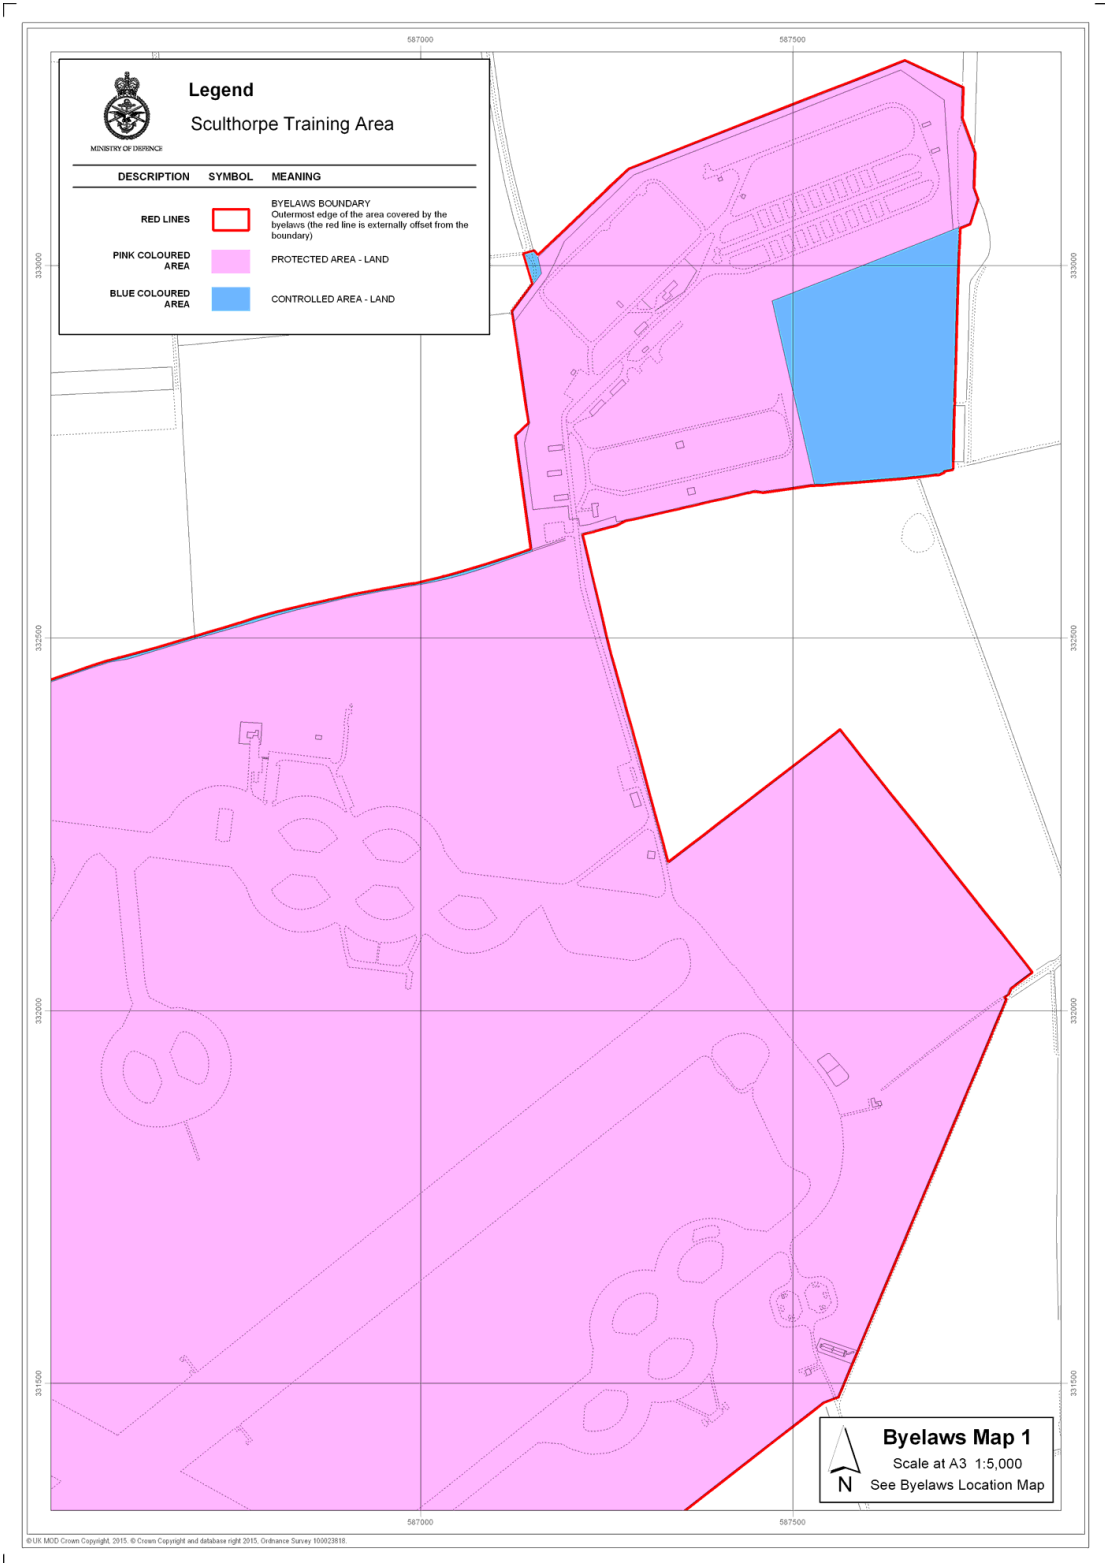 587000
587500
Legend
Sculthorpe Training Area
MINISTRY OF DEFENCE
DESCRIPTION SYMBOL MEANING
RED LINES
BYELAWS BOUNDARY
Outermost edge of the area covered by the
byelaws (the red line is externally offset from the
boundary)
PINK COLOURED
AREA
PROTECTED AREA - LAND
BLUE COLOURED
AREA
CONTROLLED AREA - LAND
333000
333000
332500
332500
332000
332000
331500
331500
Byelaws Map 1
Scale at A3 1:5,000
See Byelaws Location Map
N
587000
587500
© UK MOD Crown Copyright, 2015. © Crown Copyright and database right 2015, Ordnance Survey 100023818.